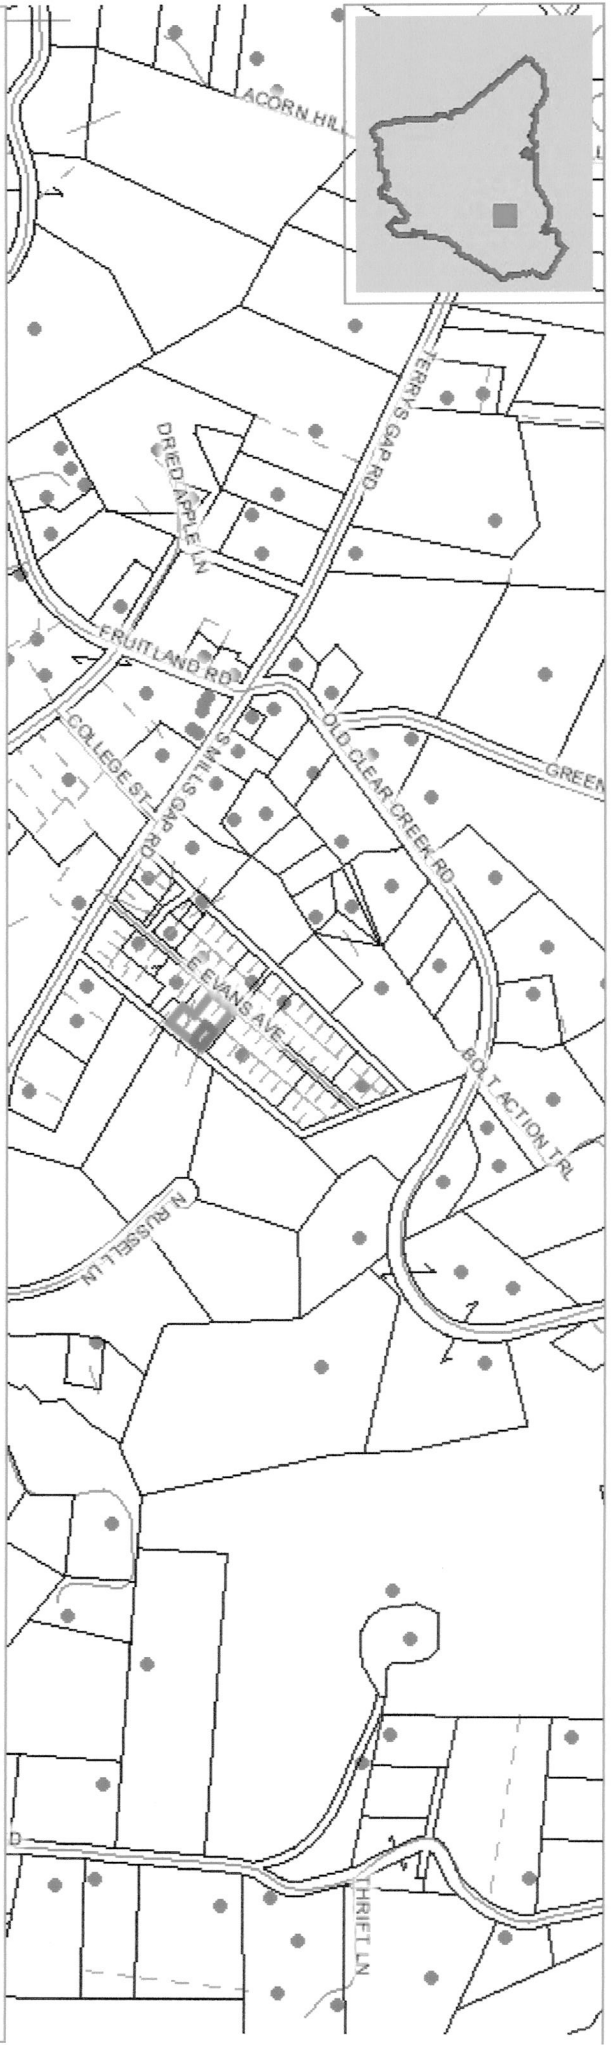 ACORN HILL
L
TERRYS GAP RD
DRIED APPLE LN
FRUITLAND RD
COLLEGE ST
S MILLS GAP RD
OLD CLEAR CREEK RD
GREEN
E EVANS AVE
BOLT ACTION TRL
N RUSSELL LN
D
THRIFT LN